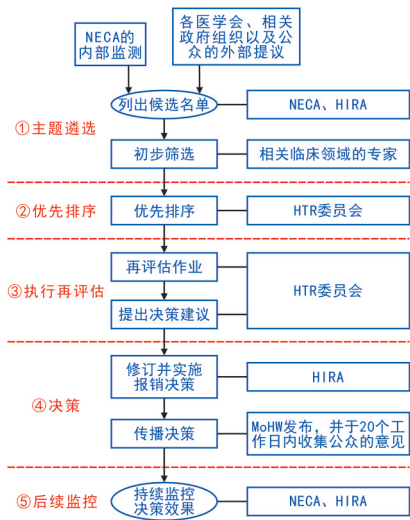 NECA的
内部监测
各医学会、相关
政府组织以及公
众的外部提议
①主题遴选
列出候选名单
NECA、HIRA
初步筛选
相关临床领域的专家
②优先排序
优先排序
HTR委员会
③执行再评估
再评估作业
提出决策建议
HTR委员会
④决策
修订并实施
报销决策
HIRA
传播决策
MoHW发布，并于20个工
作日内收集公众的意见
⑤后续监控
持续监控
决策效果
NECA、HIRA